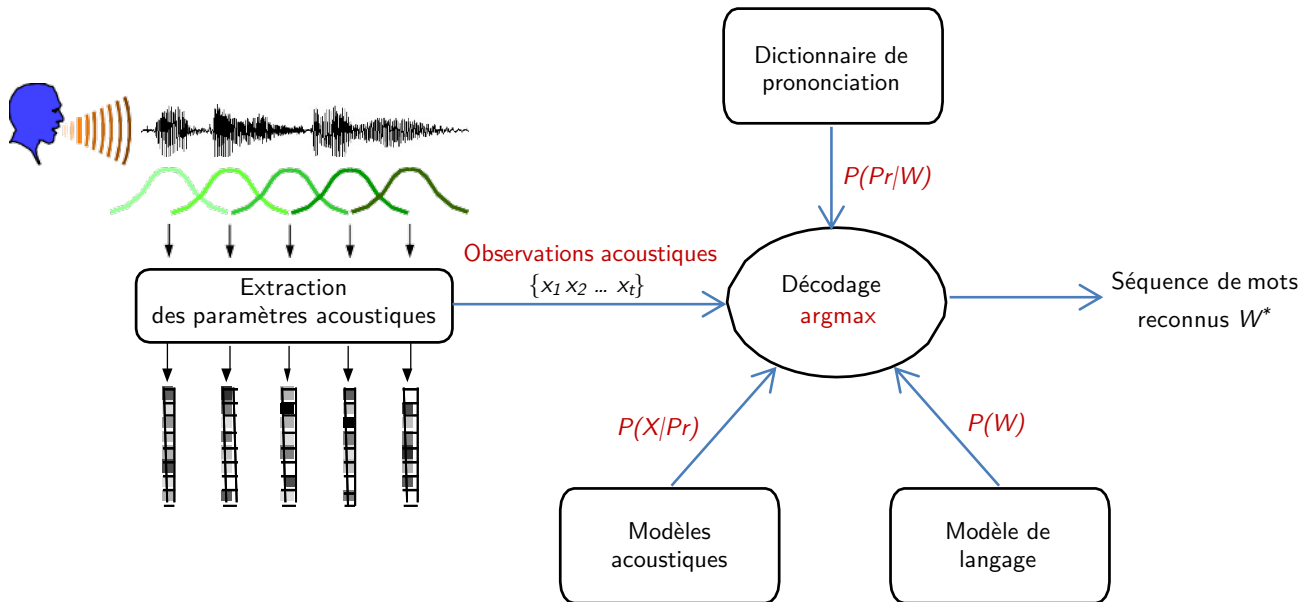 Dictionnaire de
prononciation
P(Pr|W)
Observations acoustiques
{x1 x2 ... xt}
Extraction
des paramètres acoustiques
Décodage
argmax
Séquence de mots
reconnus W*
P(X|Pr)
P(W)
Modèles
acoustiques
Modèle de
langage